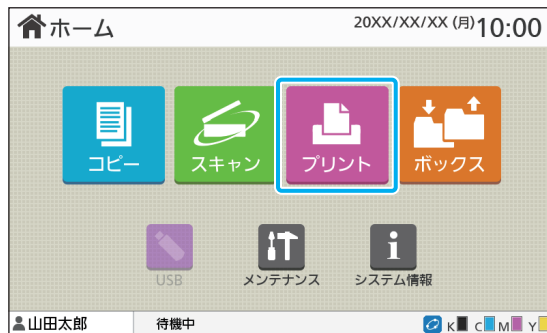 ホーム
20XX/XX/XX (月)10:00
コピー
スキャン
プリント
ボックス
USB
メンテナンス
システム情報
山田太郎
待機中
K C M Y